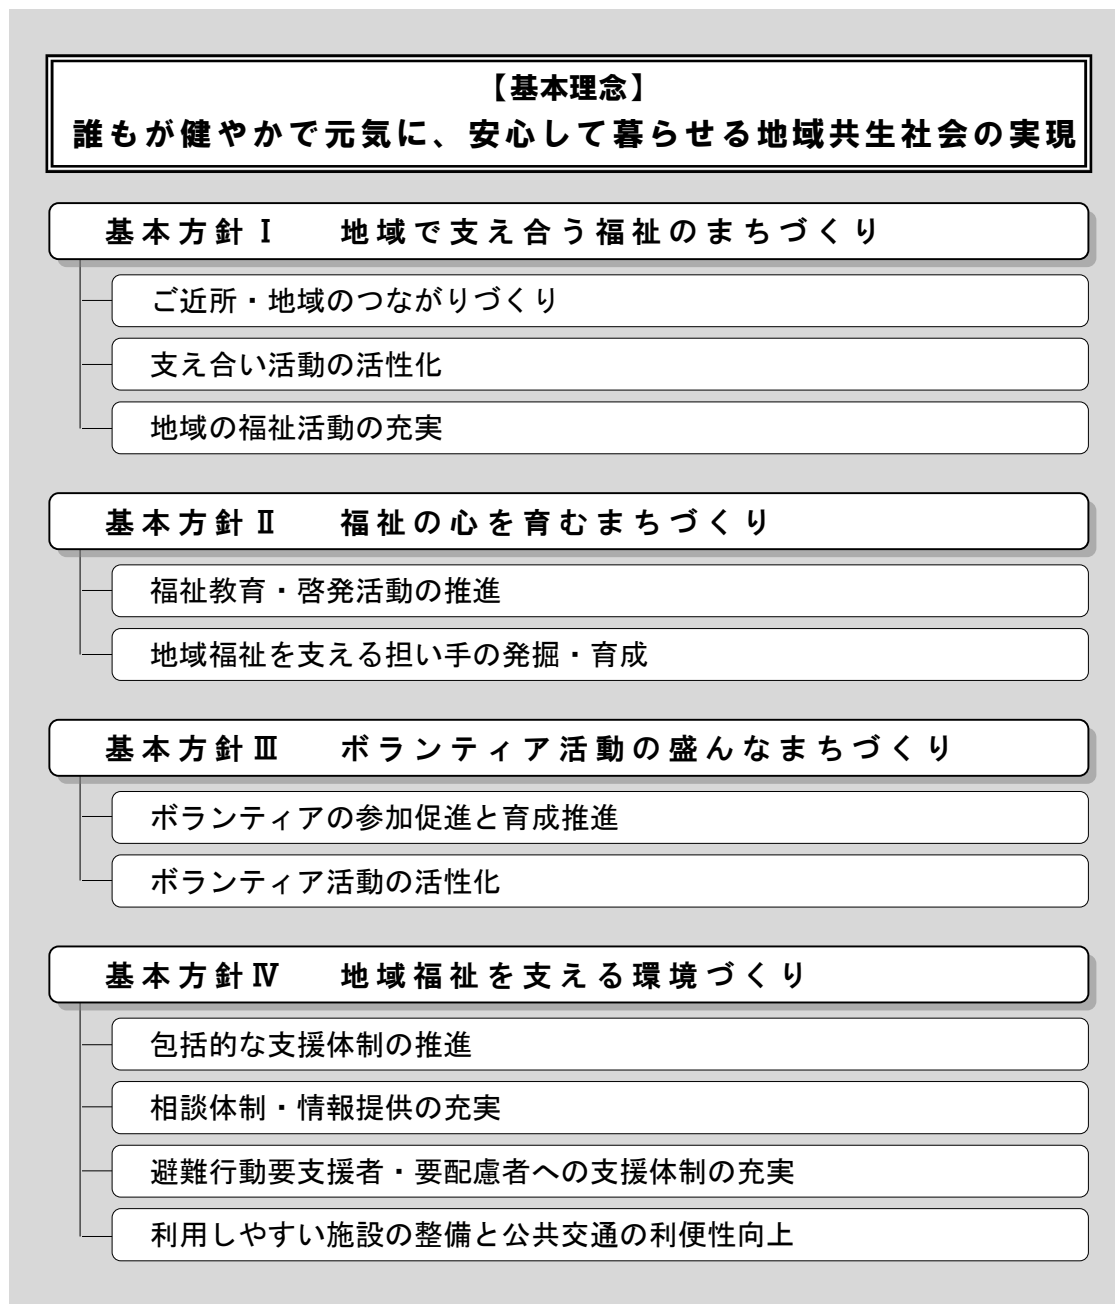 【基本理念】
誰もが健やかで元気に、安心して暮らせる地域共生社会の実現
基本方針Ⅰ　地域で支え合う福祉のまちづくり
ご近所・地域のつながりづくり
支え合い活動の活性化
地域の福祉活動の充実
基本方針Ⅱ　福祉の心を育むまちづくり
福祉教育・啓発活動の推進
地域福祉を支える担い手の発掘・育成
基本方針Ⅲ　ボランティア活動の盛んなまちづくり
ボランティアの参加促進と育成推進
ボランティア活動の活性化
基本方針Ⅳ　地域福祉を支える環境づくり
包括的な支援体制の推進
相談体制・情報提供の充実
避難行動要支援者・要配慮者への支援体制の充実
利用しやすい施設の整備と公共交通の利便性向上